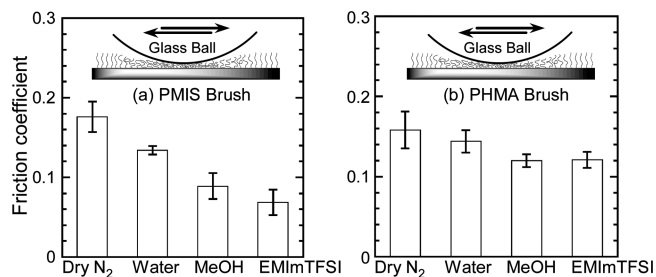 Friction coefficient
0.3
0.2
0.1
0
Glass Ball
(a) PMIS Brush
Dry N₂ Water MeOH EMImTFSI
0.3
0.2
0.1
0
Glass Ball
(b) PHMA Brush
Dry N₂ Water MeOH EMImTFSI